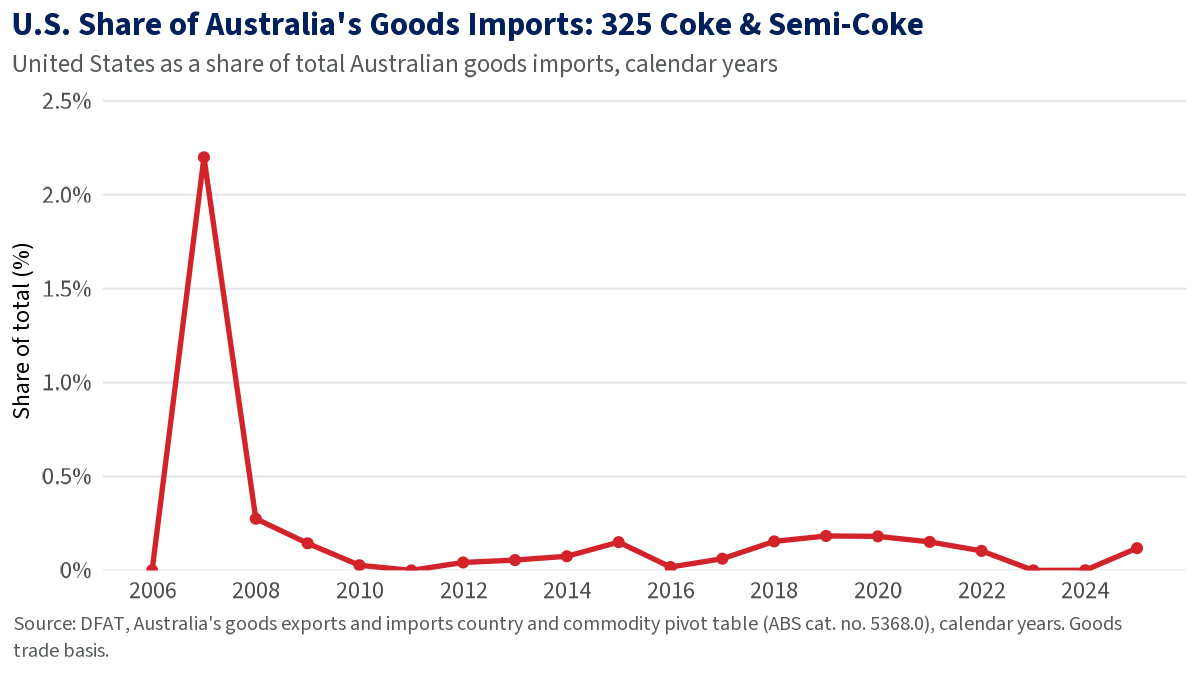 U.S. Share of Australia's Goods Imports: 325 Coke & Semi-Coke
United States as a share of total Australian goods imports, calendar years
Share of total (%)
2.5%
2.0%
1.5%
1.0%
0.5%
0%
2006 2008 2010 2012 2014 2016 2018 2020 2022 2024
Source: DFAT, Australia's goods exports and imports country and commodity pivot table (ABS cat. no. 5368.0), calendar years. Goods
trade basis.